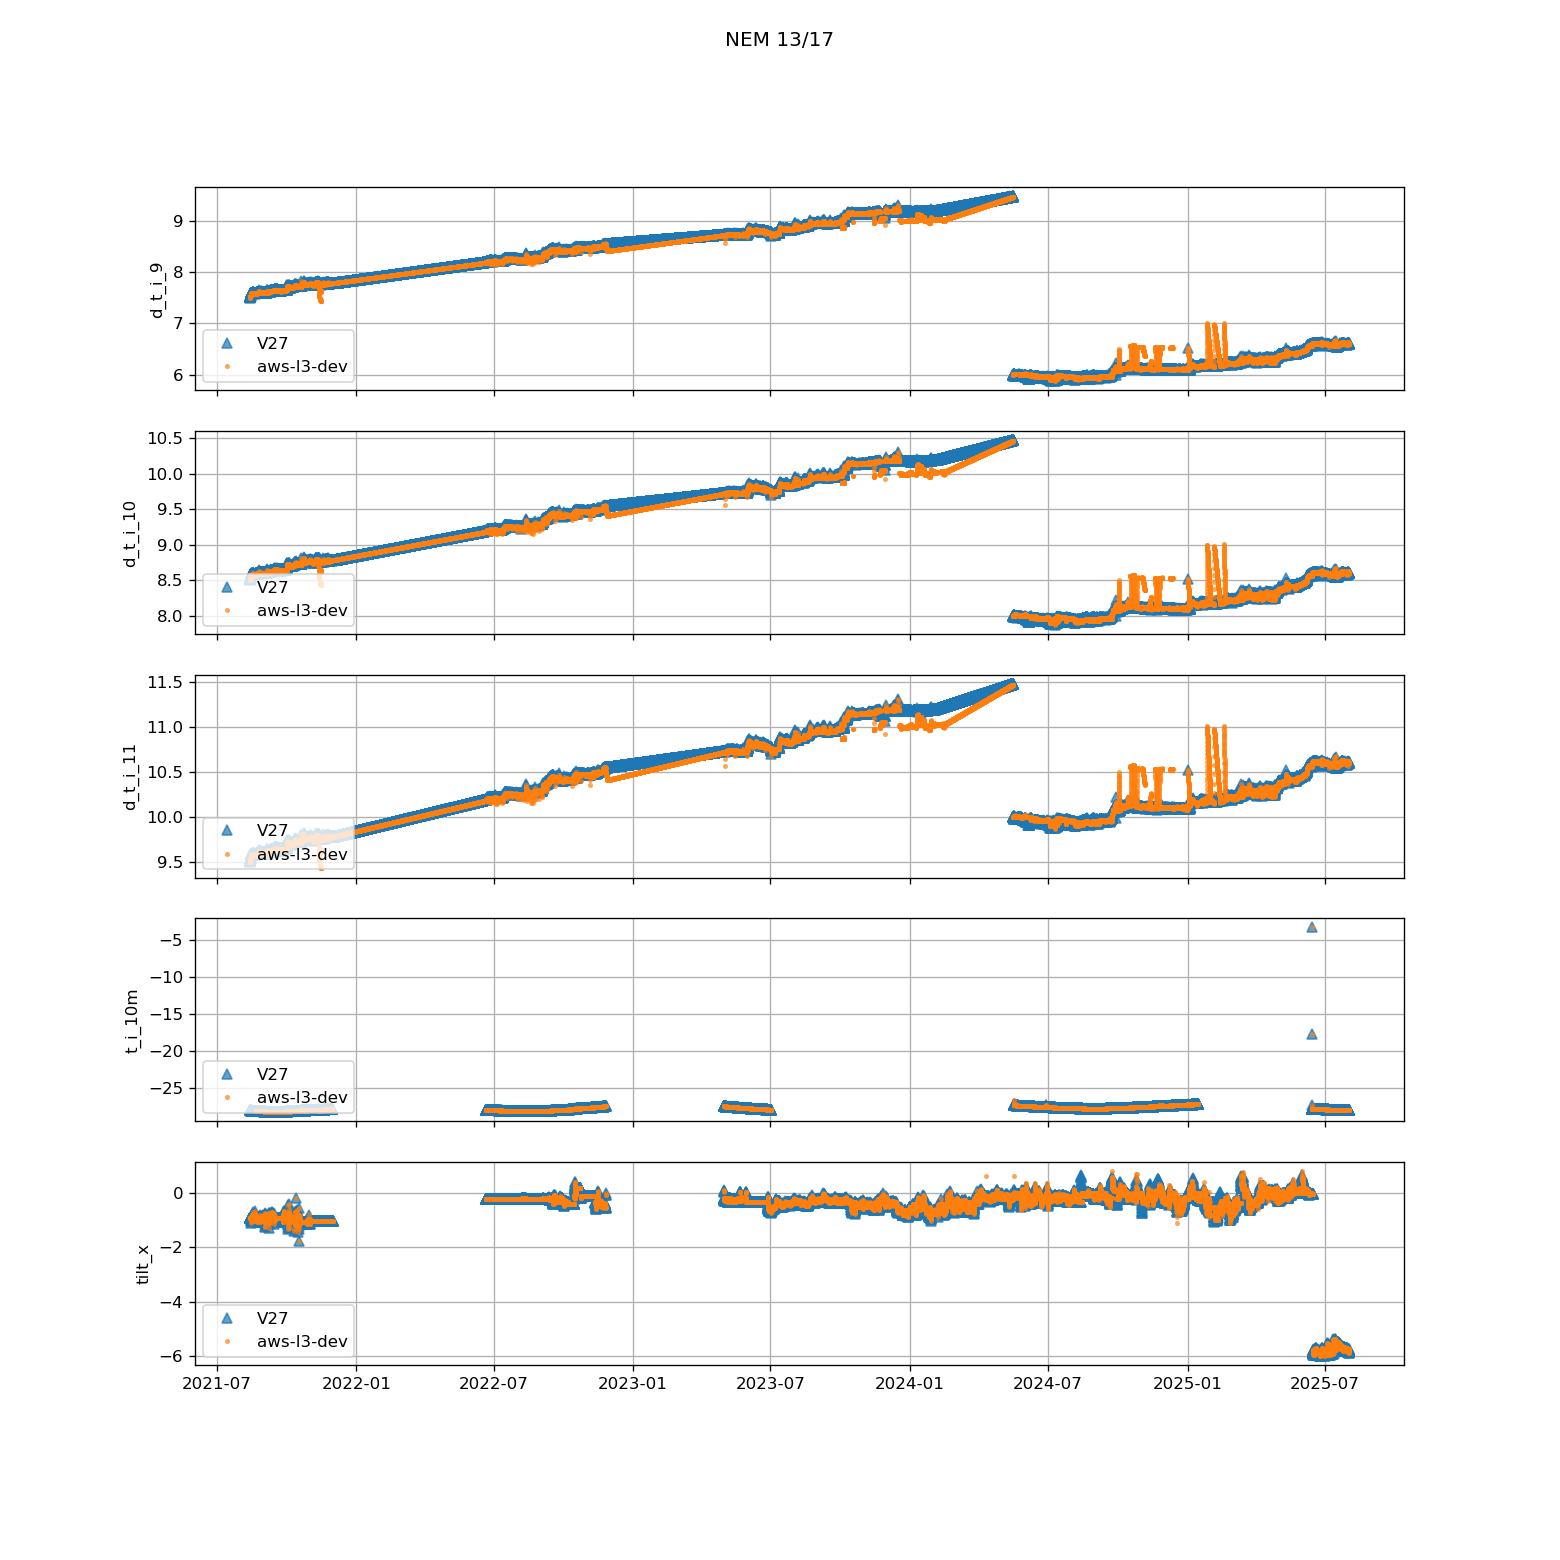 NEM 13/17
d_t_i_9
9
8
7
6
V27
aws-l3-dev
d_t_i_10
10.5
10.0
9.5
9.0
8.5
8.0
V27
aws-l3-dev
d_t_i_11
11.5
11.0
10.5
10.0
9.5
V27
aws-l3-dev
t_i_10m
−5
−10
−15
−20
−25
V27
aws-l3-dev
tilt_x
0
−2
−4
−6
V27
aws-l3-dev
2021-07 2022-01 2022-07 2023-01 2023-07 2024-01 2024-07 2025-01 2025-07